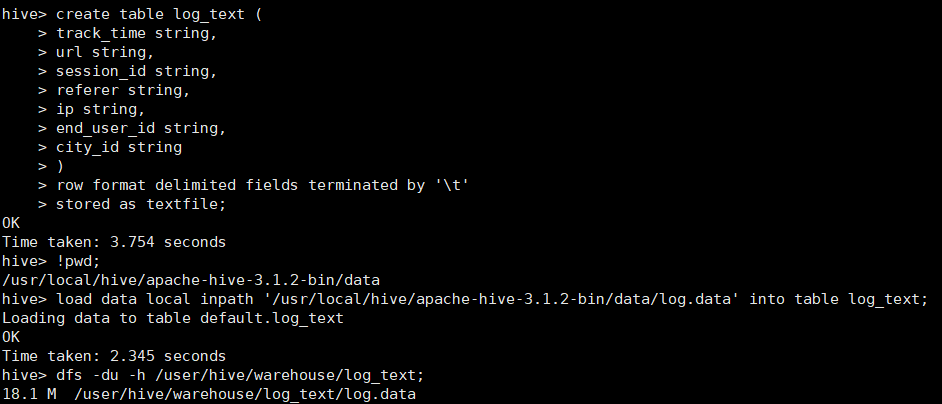 hive> create table log_text (
    > track_time string,
    > url string,
    > session_id string,
    > referer string,
    > ip string,
    > end_user_id string,
    > city_id string
    > )
    > row format delimited fields terminated by '\t'
    > stored as textfile;
OK
Time taken: 3.754 seconds
hive> !pwd;
/usr/local/hive/apache-hive-3.1.2-bin/data
hive> load data local inpath '/usr/local/hive/apache-hive-3.1.2-bin/data/log.data' into table log_text;
Loading data to table default.log_text
OK
Time taken: 2.345 seconds
hive> dfs -du -h /user/hive/warehouse/log_text;
18.1 M  /user/hive/warehouse/log_text/log.data